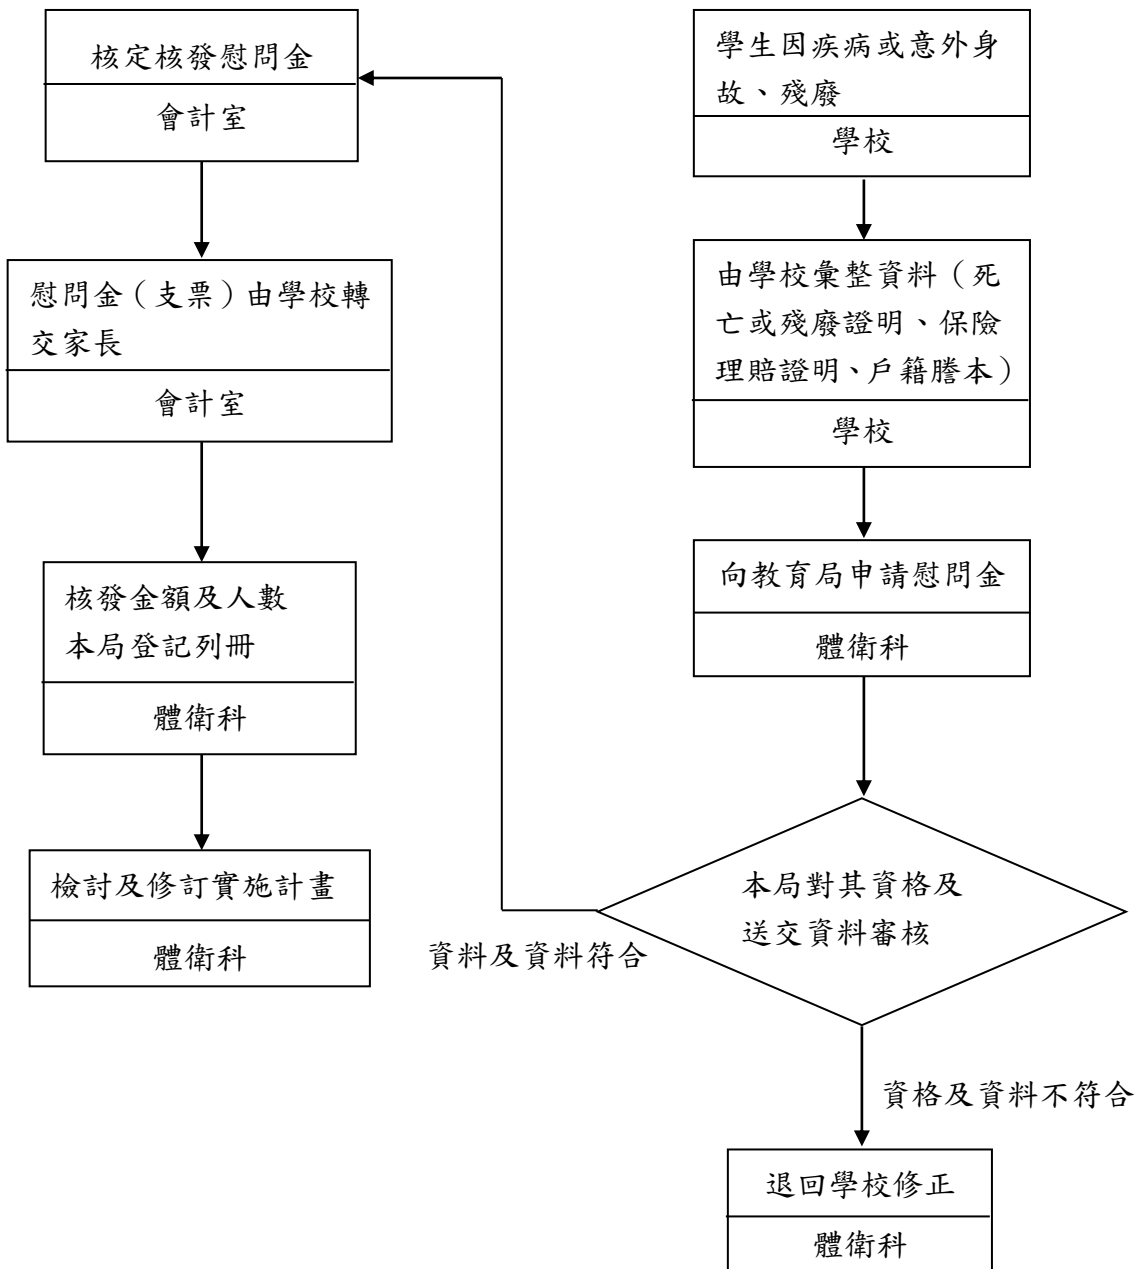 核定核發慰問金
會計室
慰問金（支票）由學校轉
交家長
會計室
核發金額及人數
本局登記列冊
體衛科
檢討及修訂實施計畫
體衛科
學生因疾病或意外身
故、殘廢
學校
由學校彙整資料（死
亡或殘廢證明、保險
理賠證明、戶籍謄本）
學校
向教育局申請慰問金
體衛科
本局對其資格及
送交資料審核
資料及資料符合
資格及資料不符合
退回學校修正
體衛科